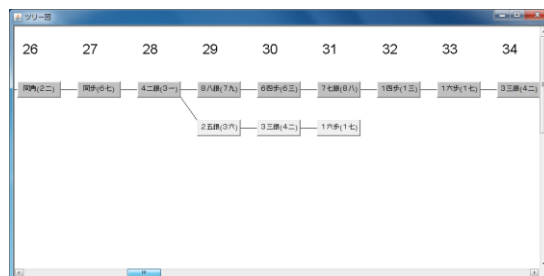 ツリー図
26 27 28 29 30 31 32 33 34
同角(2二) 同歩(6七) 4二銀(3一) 8八銀(7九) 6四歩(6三) 7七銀(8八) 1四歩(1三) 1六歩(1七) 3三銀(4二)
2五銀(3六) 3三銀(4二) 1六歩(1七)